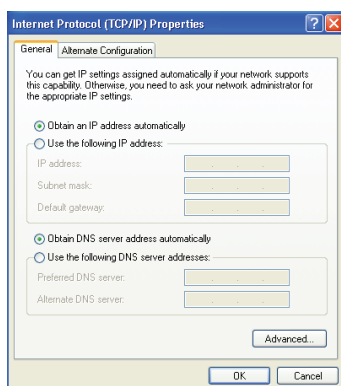 Internet Protocol (TCP/IP) Properties
General
Alternate Configuration
You can get IP settings assigned automatically if your network supports
this capability. Otherwise, you need to ask your network administrator for
the appropriate IP settings.
Obtain an IP address automatically
Use the following IP address:
IP address:
Subnet mask:
Default gateway:
Obtain DNS server address automatically
Use the following DNS server addresses:
Preferred DNS server:
Alternate DNS server:
Advanced...
OK
Cancel